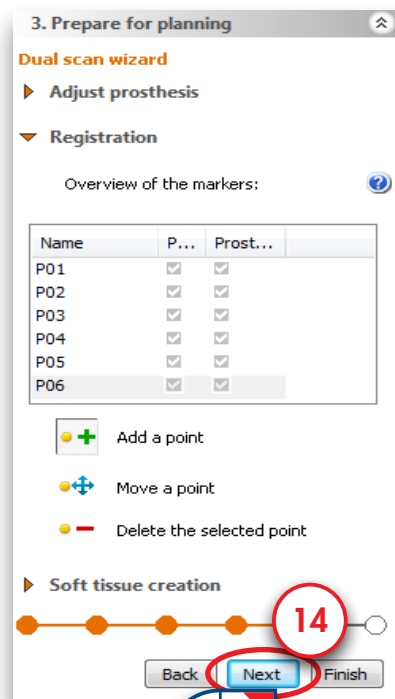 3. Prepare for planning
Dual scan wizard
Adjust prosthesis
Registration
Overview of the markers:
Name P... Prost...
P01
P02
P03
P04
P05
P06
Add a point
Move a point
Delete the selected point
Soft tissue creation
14
Back Next Finish